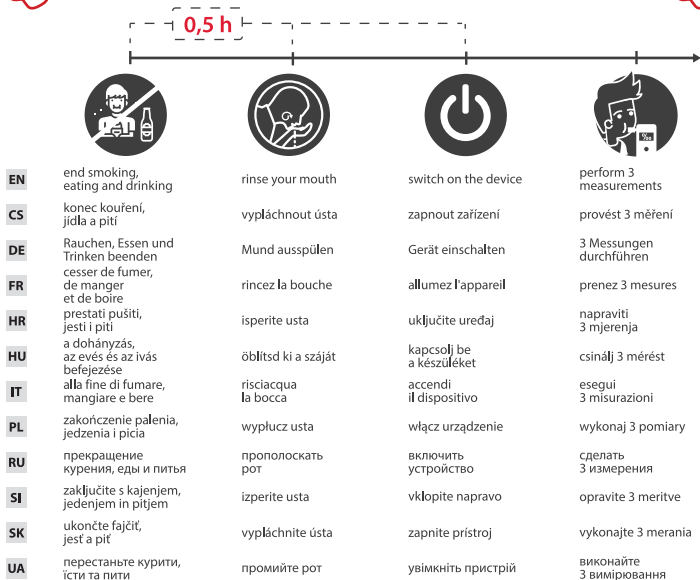 0,5 h
%
EN
end smoking,
eating and drinking
rinse your mouth
switch on the device
perform 3
measurements
CS
konec kouření,
jídla a pití
vypláchnout ústa
zapnout zařízení
provést 3 měření
DE
Rauchen, Essen und
Trinken beenden
Mund ausspülen
Gerät einschalten
3 Messungen
durchführen
FR
cesser de fumer,
de manger
et de boire
rincez la bouche
allumez l'appareil
prenez 3 mesures
HR
prestati pušiti,
jesti i piti
isperite usta
uključite uređaj
napraviti
3 mjerenja
HU
a dohányzás,
az evés és az ivás
befejezése
öblítsd ki a száját
kapcsolj be
a készüléket
csinálj 3 mérést
IT
alla fine di fumare,
mangiare e bere
risciacqua
la bocca
accendi
il dispositivo
esegui
3 misurazioni
PL
zakończenie palenia,
jedzenia i picia
wypłucz usta
włącz urządzenie
wykonaj 3 pomiary
RU
прекращение
курения, еды и питья
прополоскать
рот
включить
устройство
сделать
3 измерения
SI
zaključite s kajenjem,
jedenjem in pitjem
izperite usta
vklopite napravo
opravite 3 meritve
SK
ukončte fajčiť,
jesť a piť
vypláchnite ústa
zapnite prístroj
vykonajte 3 merania
UA
перестаньте курити,
їсти та пити
промийте рот
увімкніть пристрій
виконайте
3 вимірювання